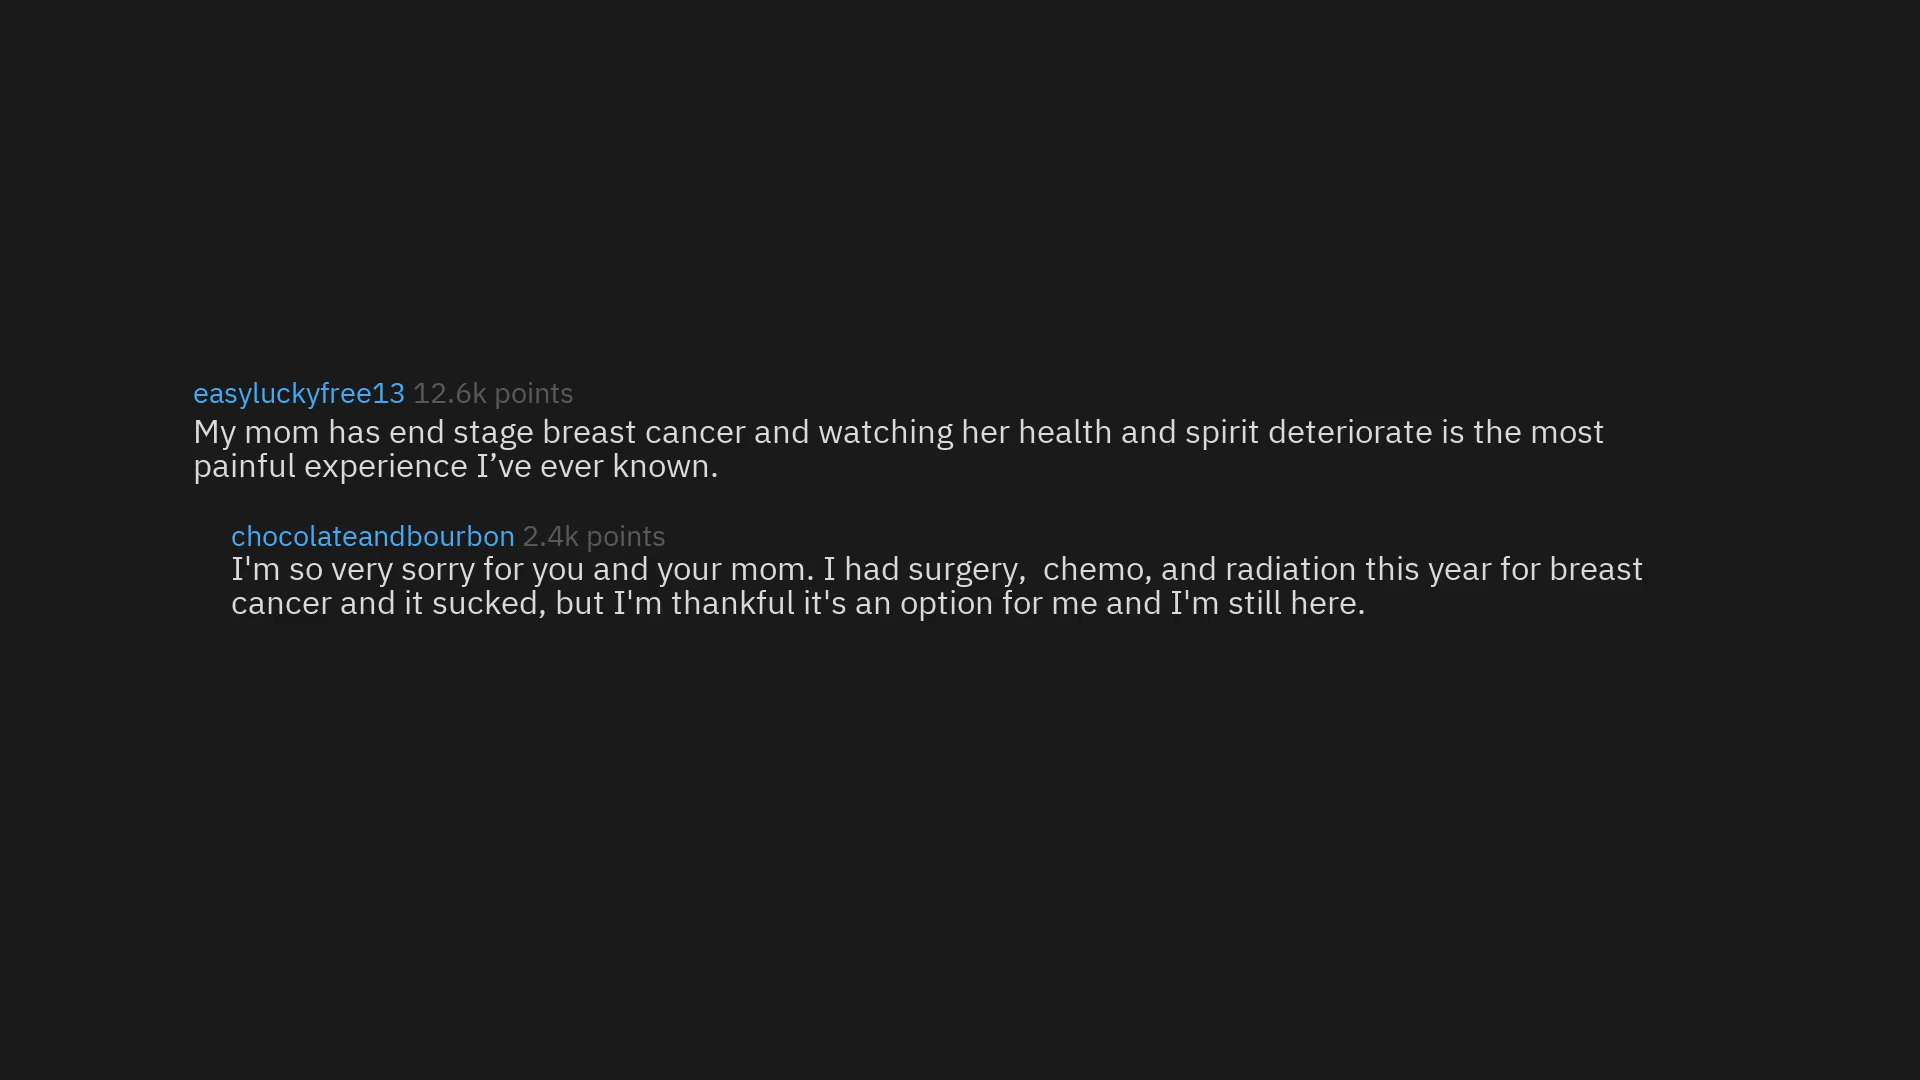 easyluckyfree13 12.6k points
My mom has end stage breast cancer and watching her health and spirit deteriorate is the most
painful experience I’ve ever known.
chocolateandbourbon 2.4k points
I'm so very sorry for you and your mom. I had surgery,  chemo, and radiation this year for breast
cancer and it sucked, but I'm thankful it's an option for me and I'm still here.